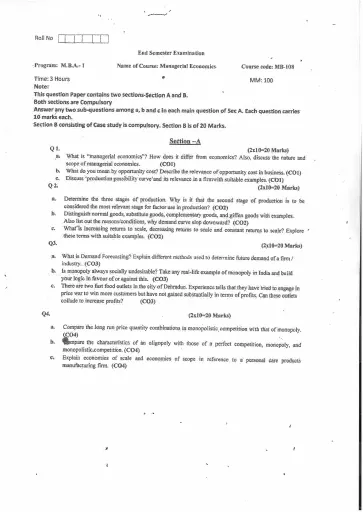 Roll No
End Semester Examination
Program: M.B.A.- I Name of Course: Managerial Economics Course code: MB-108
Time: 3 Hours MM: 100
Note:
This question Paper contains two sections-Section A and B.
Both sections are Compulsory
Answer any two sub-questions among a, b and c in each main question of Sec A. Each question carries
10 marks each.
Section B consisting of Case study is compulsory. Section B is of 20 Marks.
Section –A
Q 1. (2x10=20 Marks)
a. What is "managerial economics"? How does it differ from economics? Also, discuss the nature and
scope of managerial economics. (CO1)
b. What do you mean by opportunity cost? Describe the relevance of opportunity cost in business. (CO1)
c. Discuss 'production possibility curve' and its relevance in a firm with suitable examples. (CO1)
Q 2. (2x10=20 Marks)
a. Determine the three stages of production. Why is it that the second stage of production is to be
considered the most relevant stage for factor use in production? (CO2)
b. Distinguish normal goods, substitute goods, complementary goods, and giffen goods with examples.
Also list out the reasons/conditions, why demand curve slop downward? (CO2)
c. What is increasing returns to scale, decreasing returns to scale and constant returns to scale? Explore
these terms with suitable examples. (CO2)
Q3. (2x10=20 Marks)
a. What is Demand Forecasting? Explain different methods used to determine future demand of a firm /
industry. (CO3)
b. Is monopoly always socially undesirable? Take any real-life example of monopoly in India and build
your logic in favour of or against this. (CO3)
c. There are two fast food outlets in the city of Dehradun. Experience tells that they have tried to engage in
price war to win more customers but have not gained substantially in terms of profits. Can these outlets
collude to increase profits? (CO3)
Q4. (2x10=20 Marks)
a. Compare the long run price quantity combinations in monopolistic competition with that of monopoly.
(CO4)
b. the characteristics of an oligopoly with those of a perfect competition, monopoly, and
monopolistic competition. (CO4)
c. Explain economies of scale and economies of scope in reference to a personal care products
manufacturing firm. (CO4)